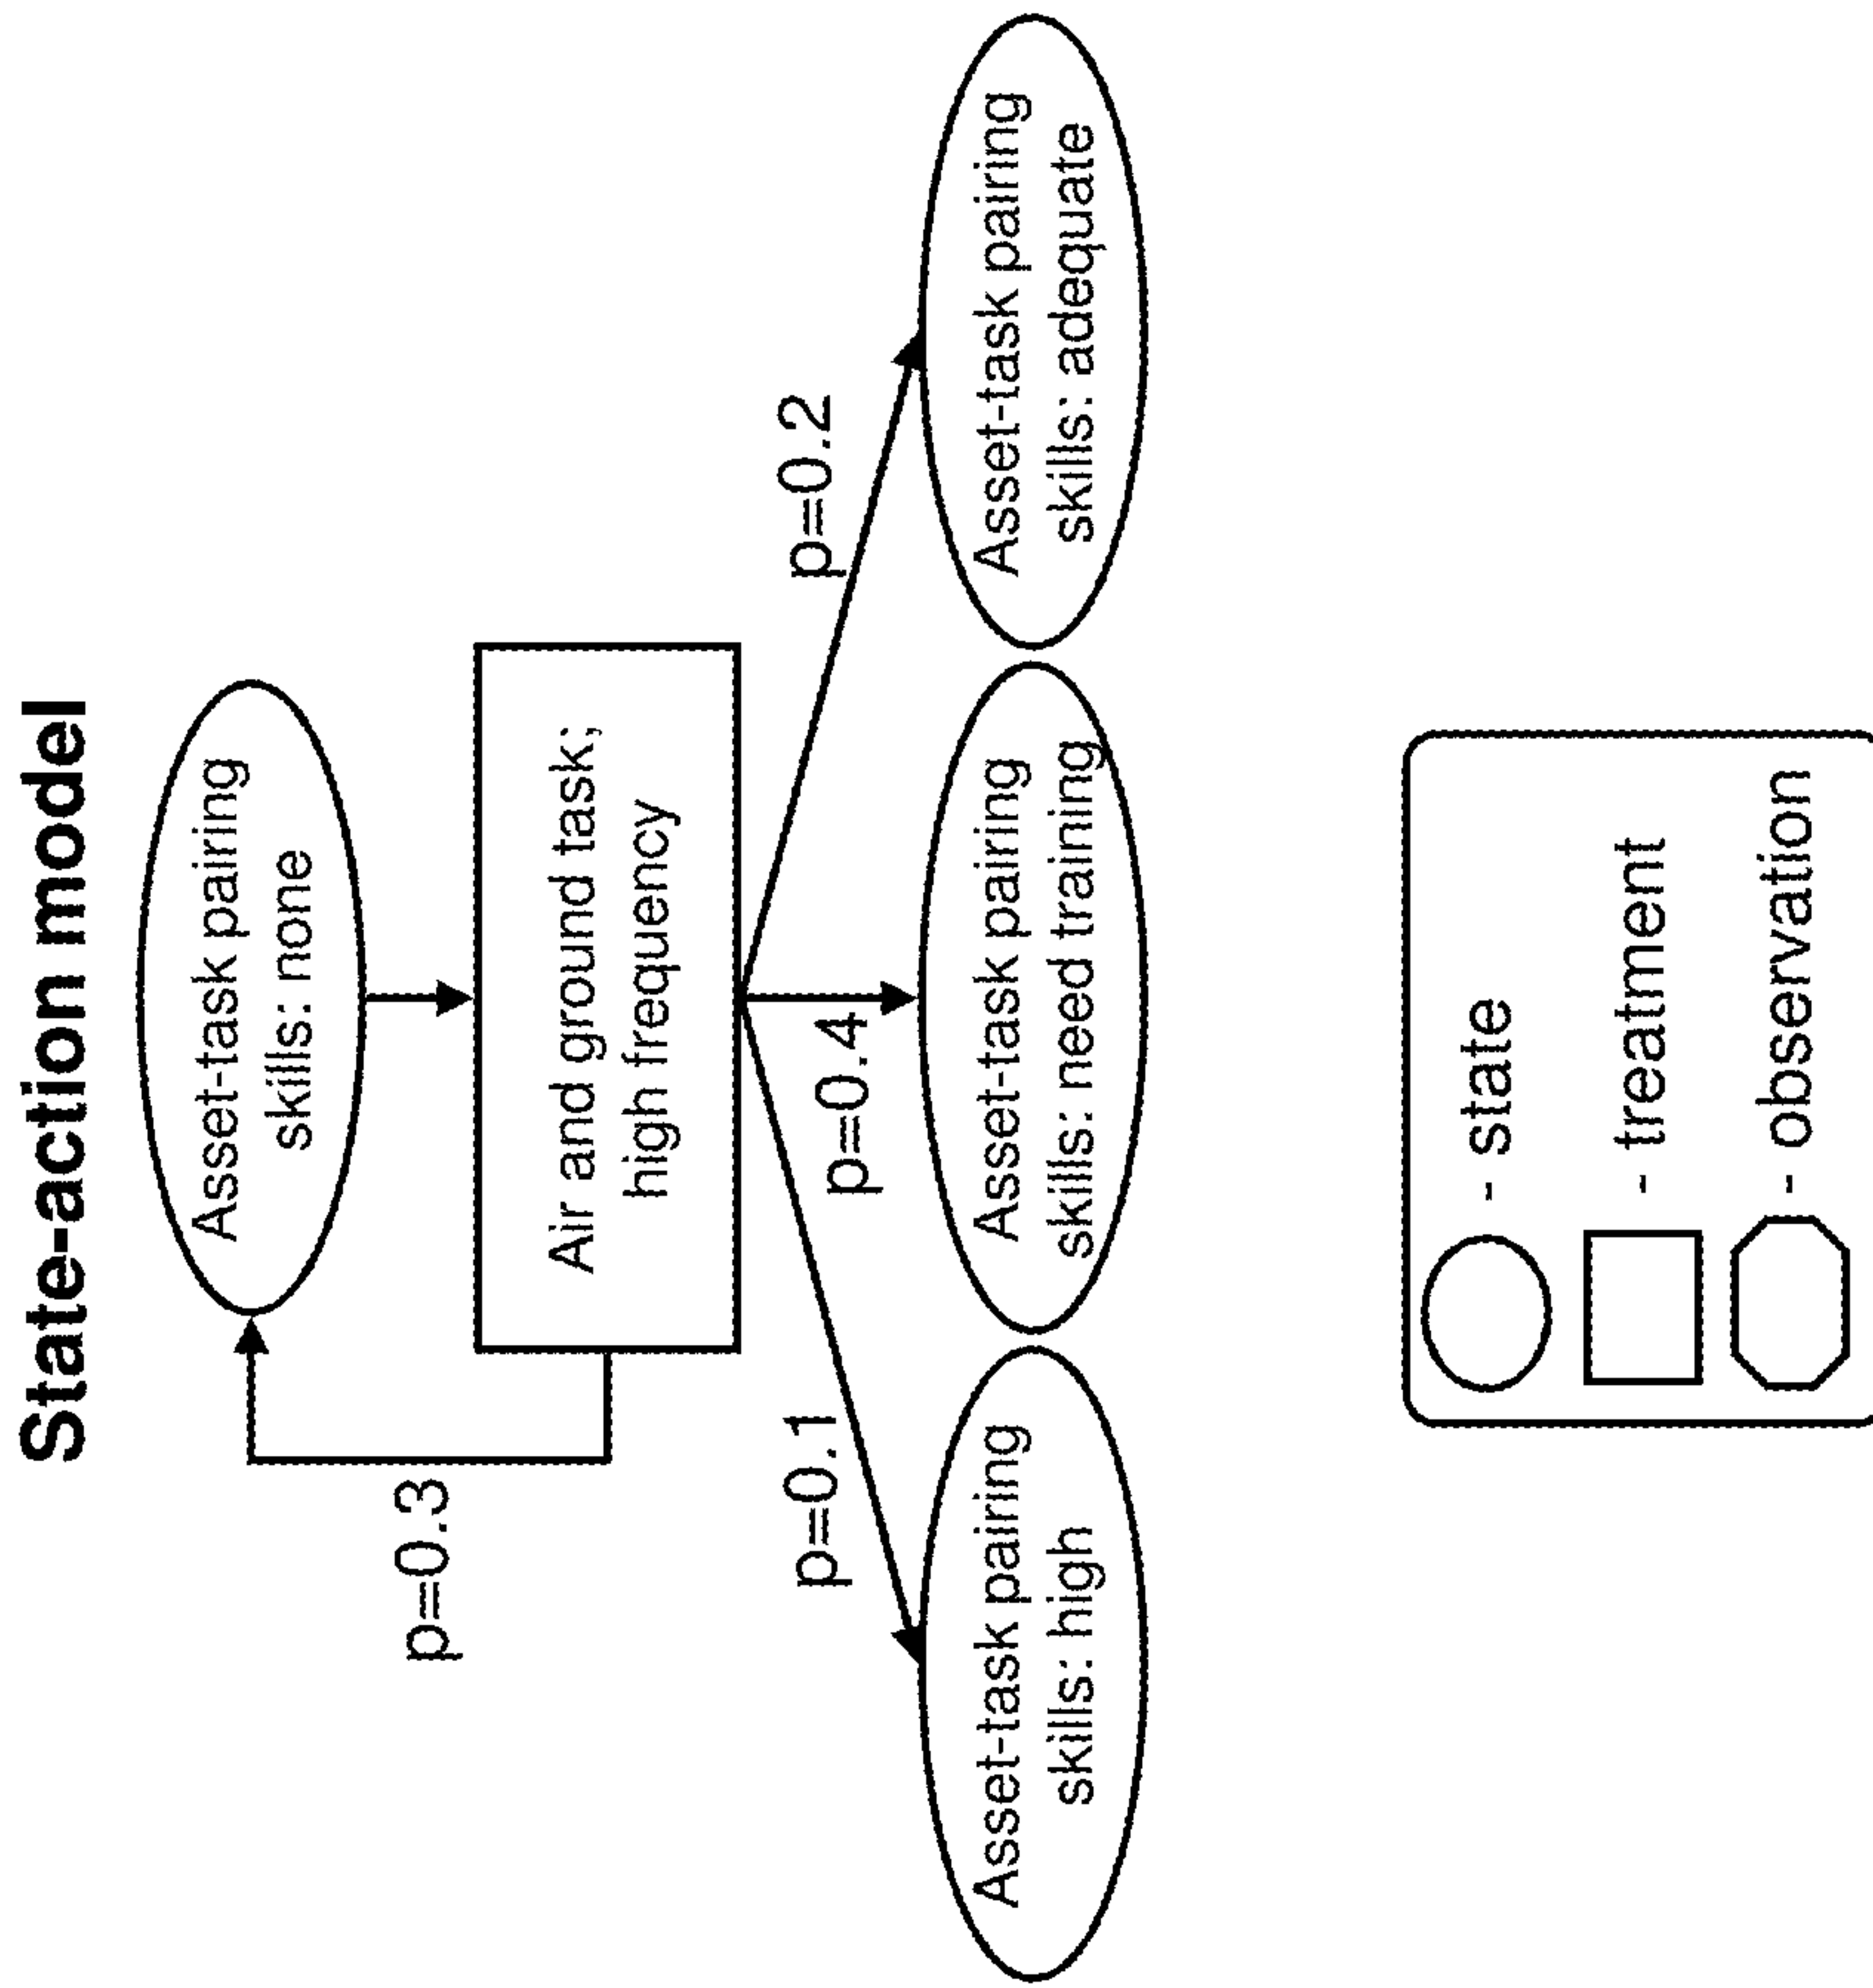 State-action model
Asset-task pairing
skills: none
p=0.3
Air and ground task;
high frequency
p=0.1
p=0.4
p=0.2
Asset-task pairing
skills: high
Asset-task pairing
skills: need training
Asset-task pairing
skills: adequate
- state
- treatment
- observation